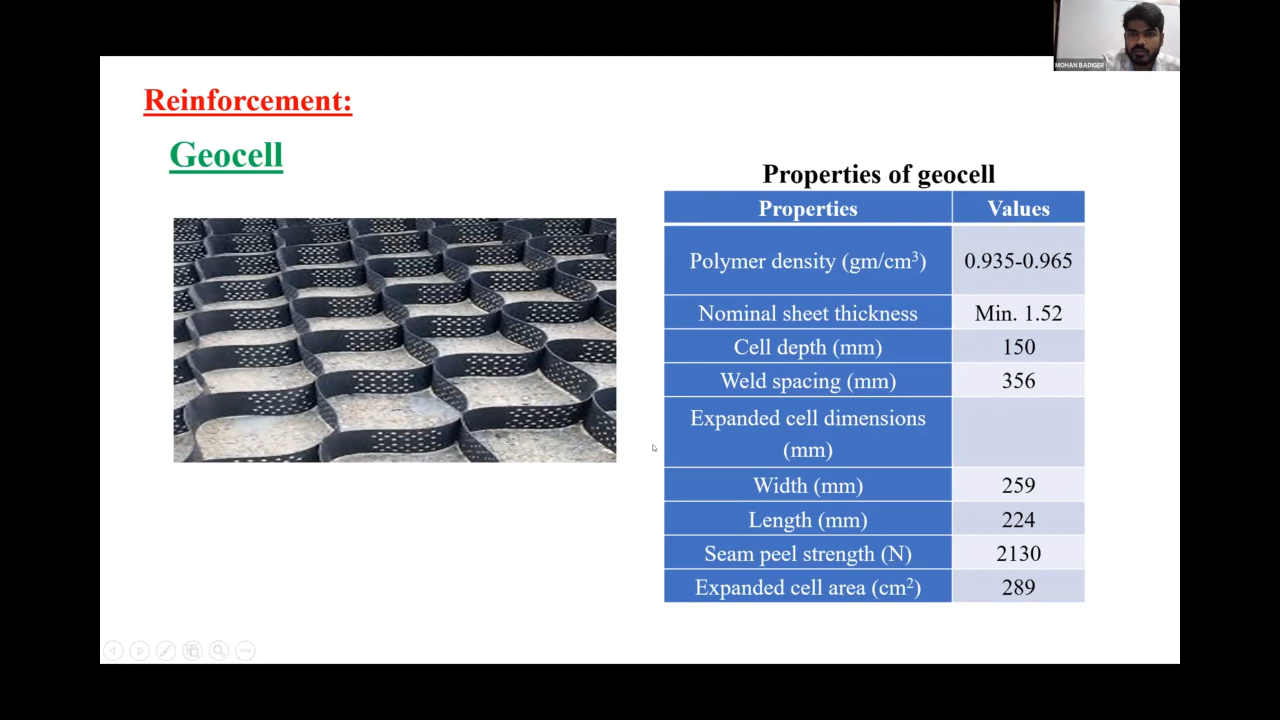 MOHAN BADIGER
Reinforcement:
Geocell
Properties of geocell
Properties Values
Polymer density (gm/cm³) 0.935-0.965
Nominal sheet thickness Min. 1.52
Cell depth (mm) 150
Weld spacing (mm) 356
Expanded cell dimensions
(mm)
Width (mm) 259
Length (mm) 224
Seam peel strength (N) 2130
Expanded cell area (cm²) 289